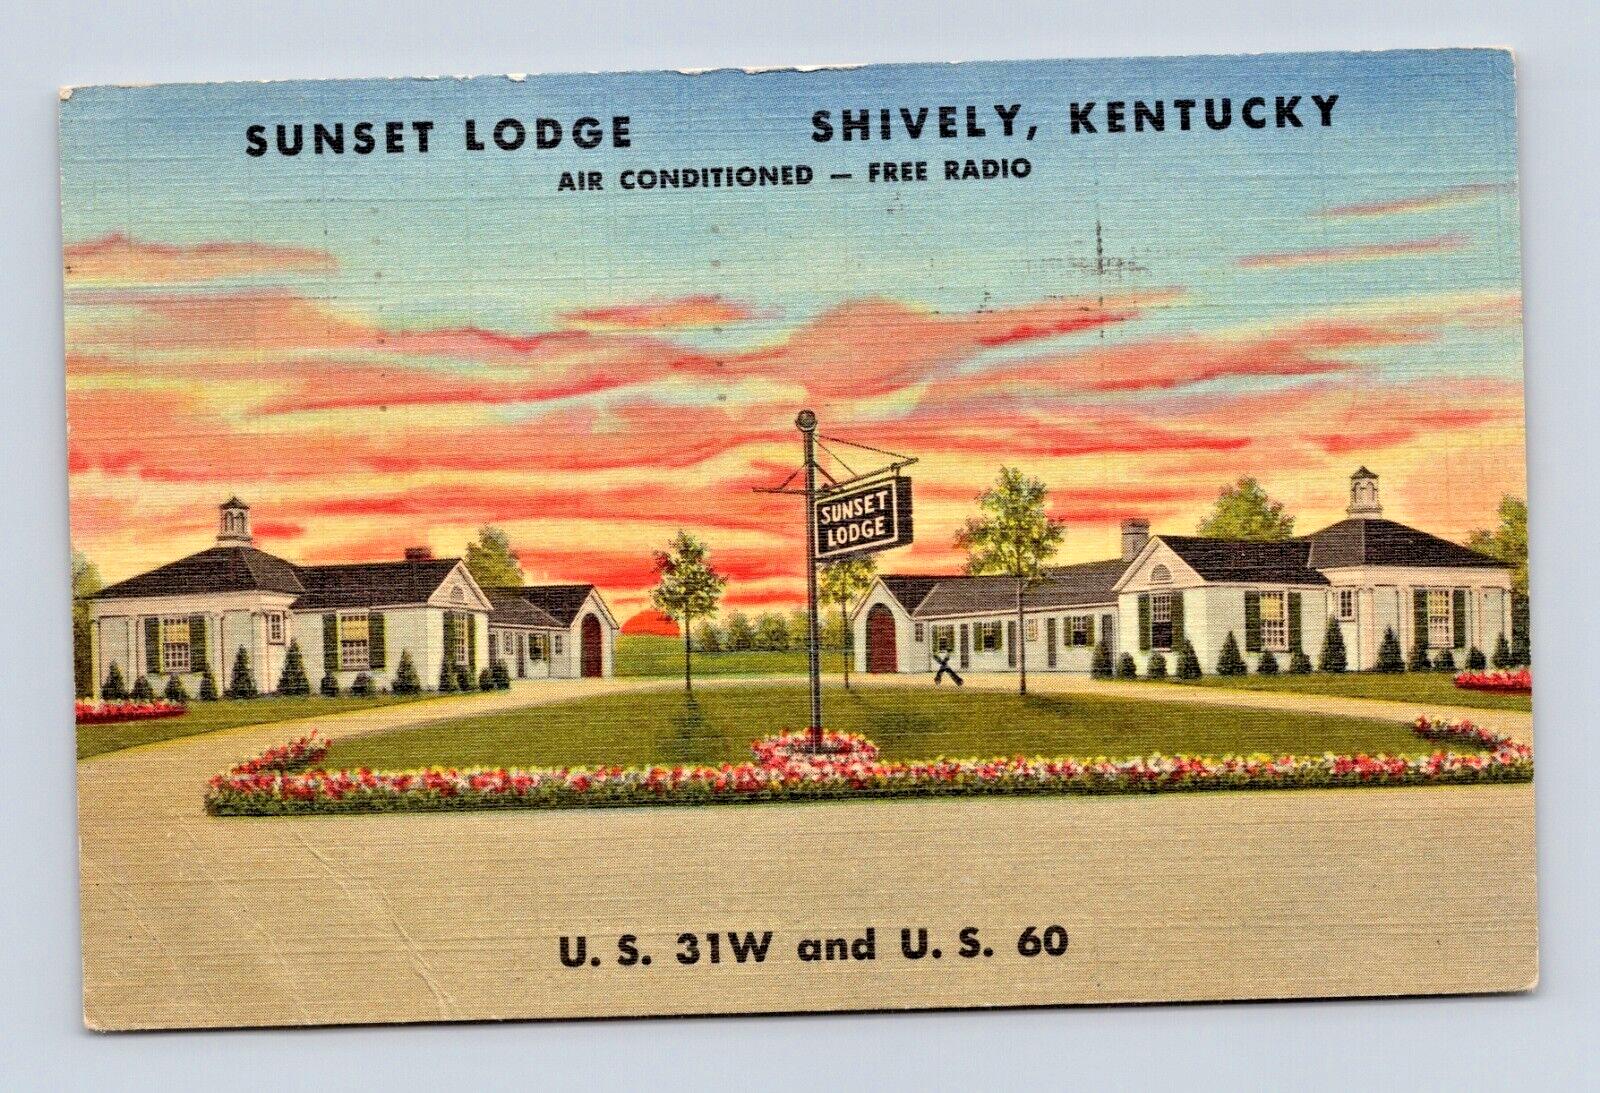 SUNSET LODGE SHIVELY, KENTUCKY
AIR CONDITIONED — FREE RADIO
SUNSET
LODGE
U. S. 31W and U. S. 60